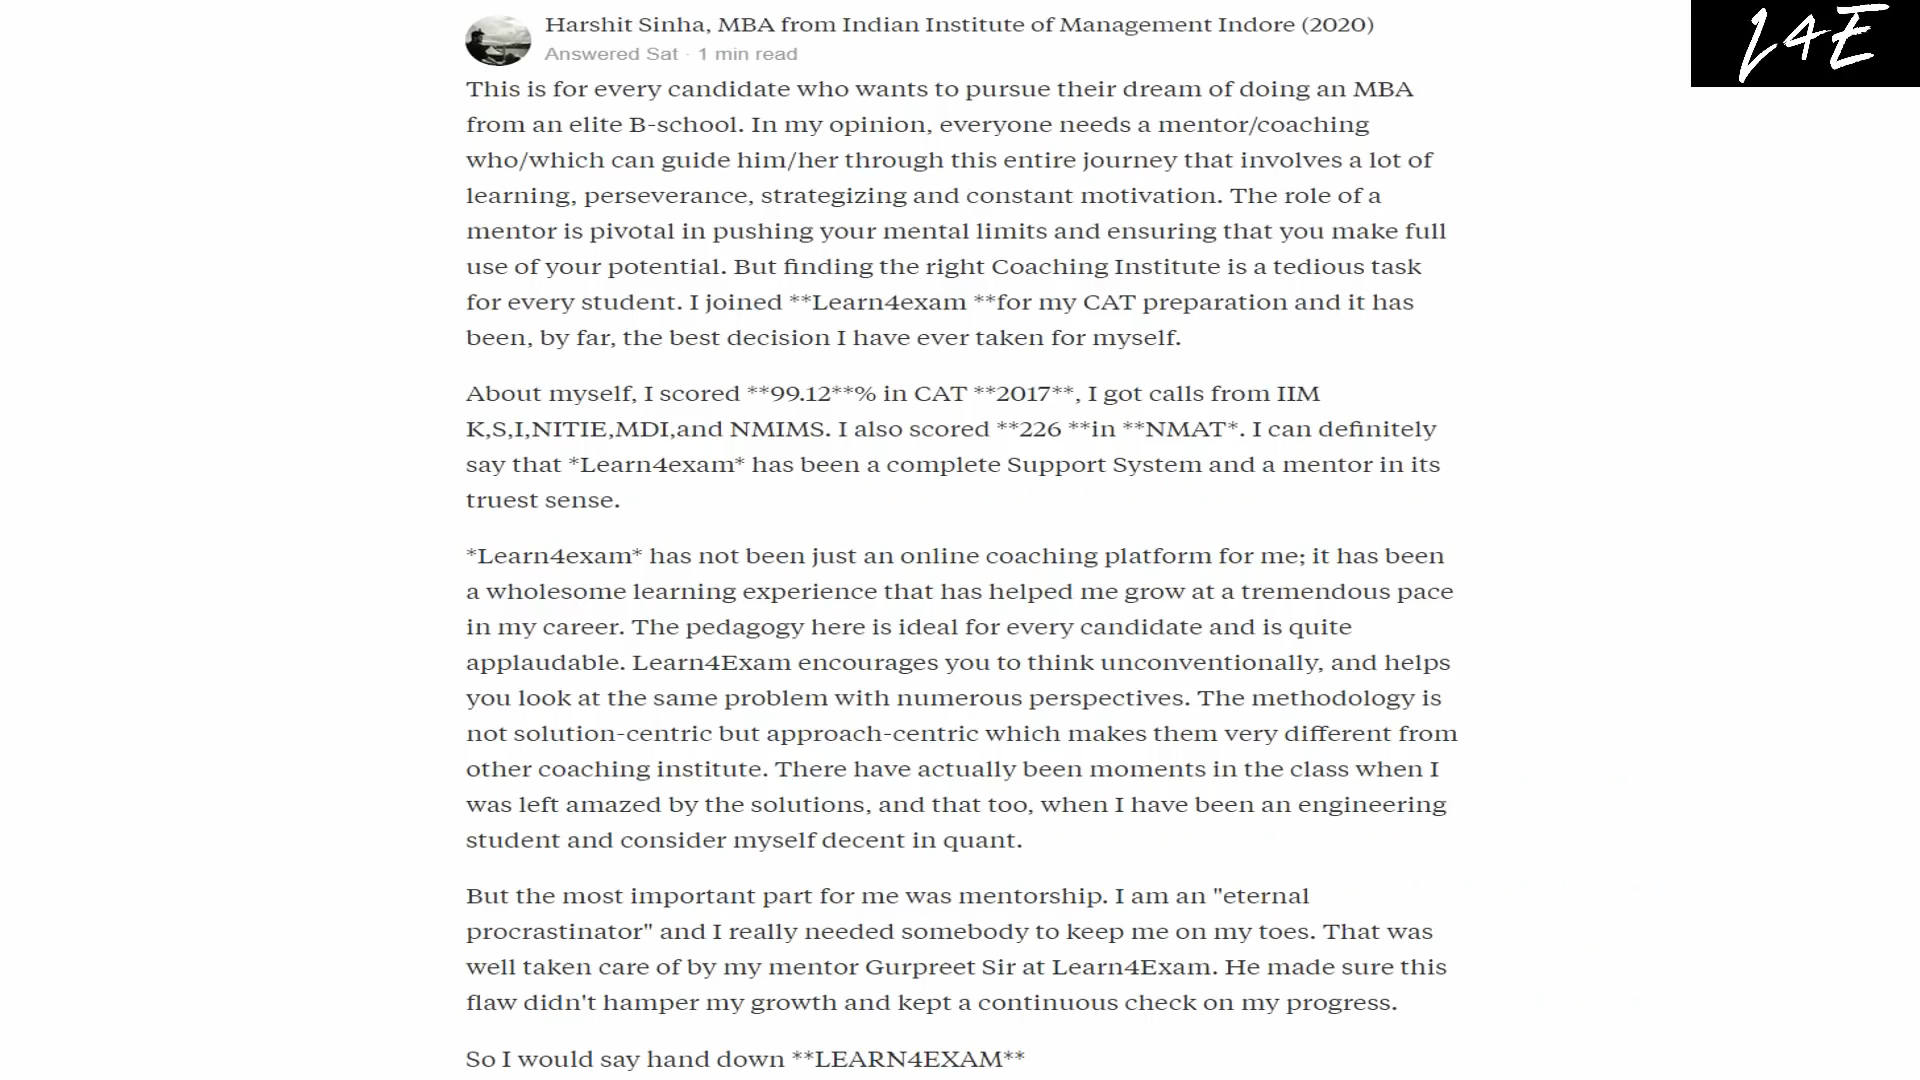 Harshit Sinha, MBA from Indian Institute of Management Indore (2020)
L4E
Answered Sat · 1 min read
This is for every candidate who wants to pursue their dream of doing an MBA
from an elite B-school. In my opinion, everyone needs a mentor/coaching
who/which can guide him/her through this entire journey that involves a lot of
learning, perseverance, strategizing and constant motivation. The role of a
mentor is pivotal in pushing your mental limits and ensuring that you make full
use of your potential. But finding the right Coaching Institute is a tedious task
for every student. I joined **Learn4exam **for my CAT preparation and it has
been, by far, the best decision I have ever taken for myself.
About myself, I scored **99.12**% in CAT **2017**, I got calls from IIM
K,S,I,NITIE,MDI,and NMIMS. I also scored **226 **in **NMAT*. I can definitely
say that *Learn4exam* has been a complete Support System and a mentor in its
truest sense.
*Learn4exam* has not been just an online coaching platform for me; it has been
a wholesome learning experience that has helped me grow at a tremendous pace
in my career. The pedagogy here is ideal for every candidate and is quite
applaudable. Learn4Exam encourages you to think unconventionally, and helps
you look at the same problem with numerous perspectives. The methodology is
not solution-centric but approach-centric which makes them very different from
other coaching institute. There have actually been moments in the class when I
was left amazed by the solutions, and that too, when I have been an engineering
student and consider myself decent in quant.
But the most important part for me was mentorship. I am an "eternal
procrastinator" and I really needed somebody to keep me on my toes. That was
well taken care of by my mentor Gurpreet Sir at Learn4Exam. He made sure this
flaw didn't hamper my growth and kept a continuous check on my progress.
So I would say hand down **LEARN4EXAM**